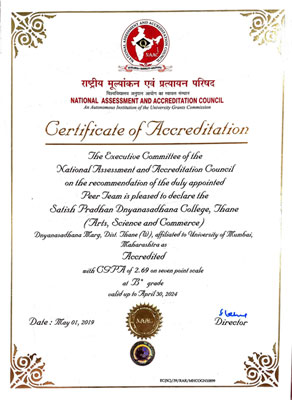 राष्ट्रीय मूल्यांकन एवं प्रत्यायन परिषद
विश्वविद्यालय अनुदान आयोग का स्वायत्त संस्थान
NATIONAL ASSESSMENT AND ACCREDITATION COUNCIL
An Autonomous Institution of the University Grants Commission
Certificate of Accreditation
The Executive Committee of the
National Assessment and Accreditation Council
on the recommendation of the duly appointed
Peer Team is pleased to declare the
Satish Pradhan Dnyanasadhana College, Thane
(Arts, Science and Commerce)
Dnyanasadhana Marg, Dist. Thane (W), affiliated to University of Mumbai,
Maharashtra as
Accredited
with CGPA of 2.69 on seven point scale
at B+ grade
valid up to April 30, 2024
Date : May 01, 2019
Director
NAAC